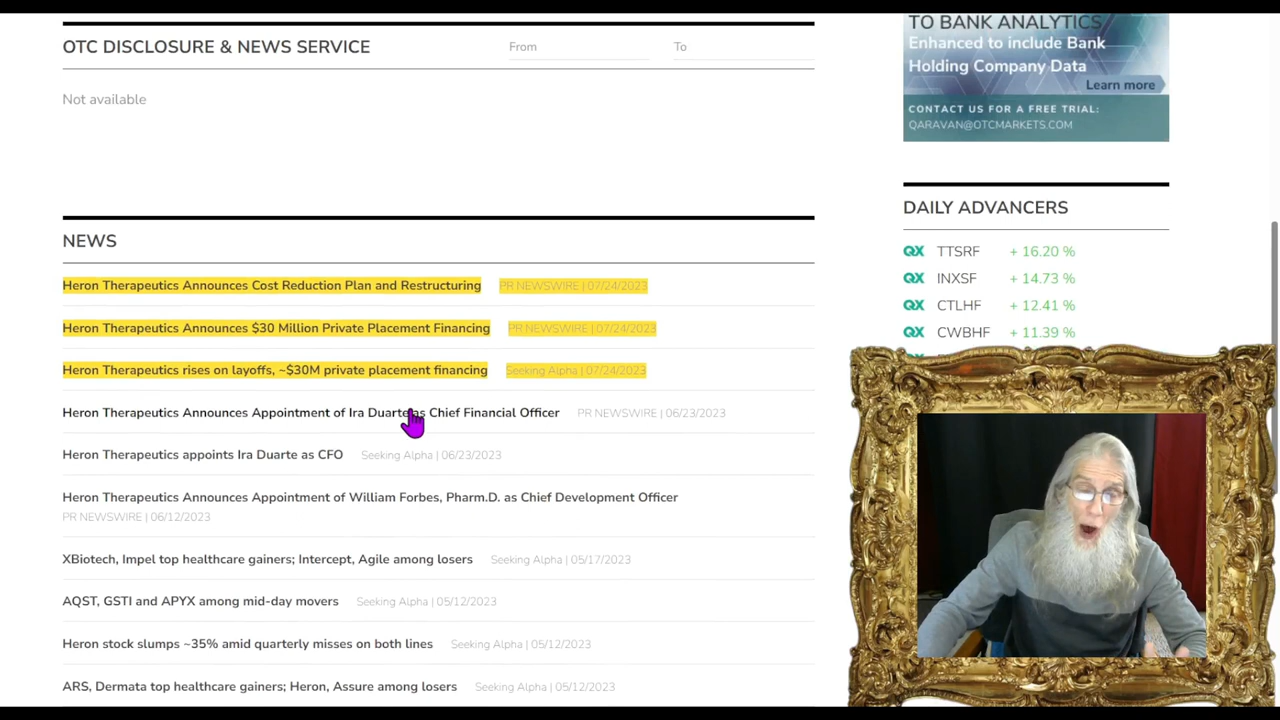 OTC DISCLOSURE & NEWS SERVICE
From
To
Not available
NEWS
Heron Therapeutics Announces Cost Reduction Plan and Restructuring PR NEWSWIRE | 07/24/2023
Heron Therapeutics Announces $30 Million Private Placement Financing PR NEWSWIRE | 07/24/2023
Heron Therapeutics rises on layoffs, ~$30M private placement financing Seeking Alpha | 07/24/2023
Heron Therapeutics Announces Appointment of Ira Duarte as Chief Financial Officer PR NEWSWIRE | 06/23/2023
Heron Therapeutics appoints Ira Duarte as CFO Seeking Alpha | 06/23/2023
Heron Therapeutics Announces Appointment of William Forbes, Pharm.D. as Chief Development Officer
PR NEWSWIRE | 06/12/2023
XBiotech, Impel top healthcare gainers; Intercept, Agile among losers Seeking Alpha | 05/17/2023
AQST, GSTI and APYX among mid-day movers Seeking Alpha | 05/12/2023
Heron stock slumps ~35% amid quarterly misses on both lines Seeking Alpha | 05/12/2023
ARS, Dermata top healthcare gainers; Heron, Assure among losers Seeking Alpha | 05/12/2023
TO BANK ANALYTICS
Enhanced to include Bank
Holding Company Data
Learn more
CONTACT US FOR A FREE TRIAL:
QARAVAN@OTCMARKETS.COM
DAILY ADVANCERS
QX TTSRF + 16.20 %
QX INXSF + 14.73 %
QX CTLHF + 12.41 %
QX CWBHF + 11.39 %